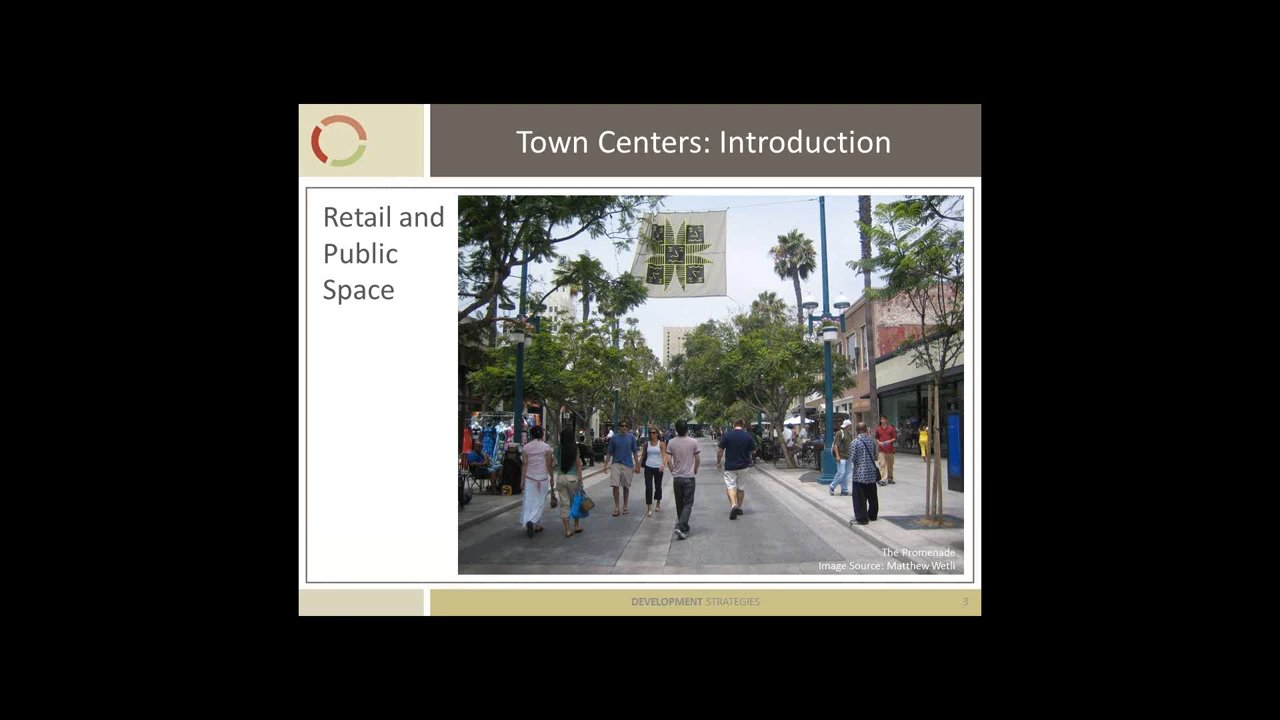 Town Centers: Introduction
Retail and
Public
Space
The Promenade
Image Source: Matthew Wetli
DEVELOPMENT STRATEGIES
3